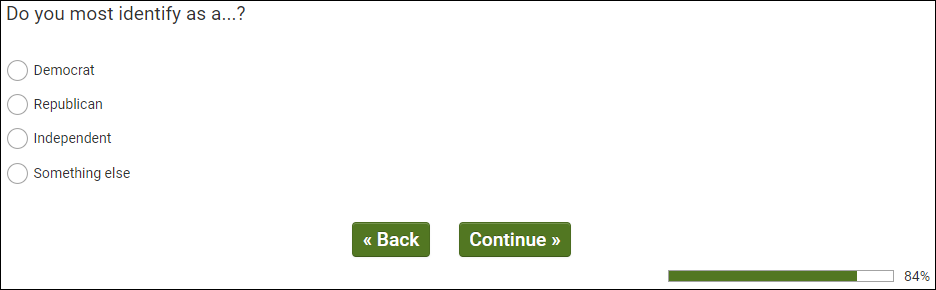 Do you most identify as a...?
Democrat
Republican
Independent
Something else
« Back
Continue »
84%